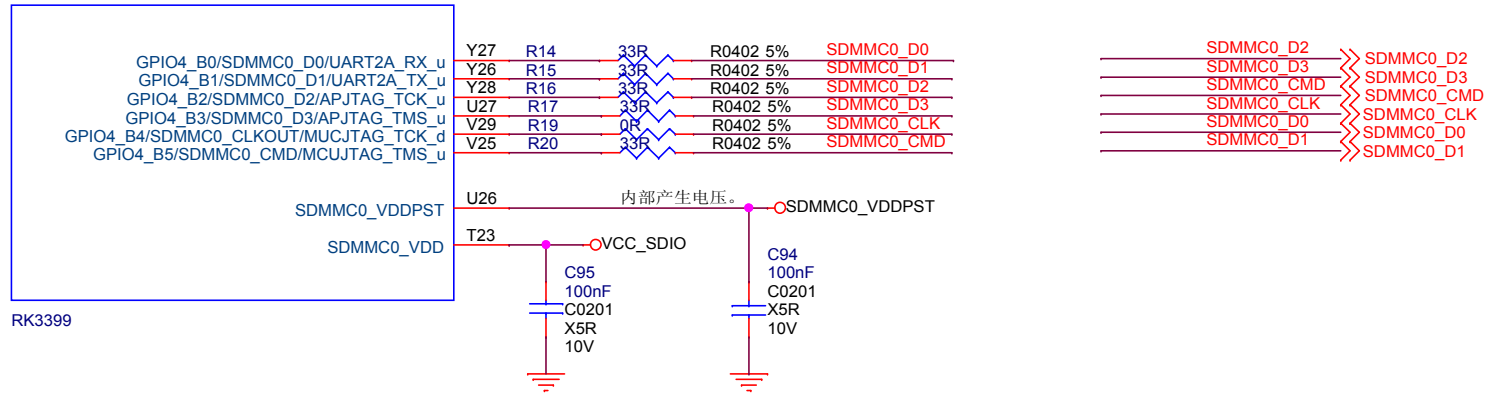 GPIO4_B0/SDMMC0_D0/UART2A_RX_u Y27 R14 33R R0402 5% SDMMC0_D0
GPIO4_B1/SDMMC0_D1/UART2A_TX_u Y26 R15 33R R0402 5% SDMMC0_D1
GPIO4_B2/SDMMC0_D2/APJTAG_TCK_u Y28 R16 33R R0402 5% SDMMC0_D2
GPIO4_B3/SDMMC0_D3/APJTAG_TMS_u U27 R17 33R R0402 5% SDMMC0_D3
GPIO4_B4/SDMMC0_CLKOUT/MUCJTAG_TCK_d V29 R19 0R R0402 5% SDMMC0_CLK
GPIO4_B5/SDMMC0_CMD/MCUJTAG_TMS_u V25 R20 33R R0402 5% SDMMC0_CMD
SDMMC0_D2 SDMMC0_D2
SDMMC0_D3 SDMMC0_D3
SDMMC0_CMD SDMMC0_CMD
SDMMC0_CLK SDMMC0_CLK
SDMMC0_D0 SDMMC0_D0
SDMMC0_D1 SDMMC0_D1
SDMMC0_VDDPST U26 内部产生电压。 SDMMC0_VDDPST
SDMMC0_VDD T23 VCC_SDIO
C95
100nF
C0201
X5R
10V
C94
100nF
C0201
X5R
10V
RK3399